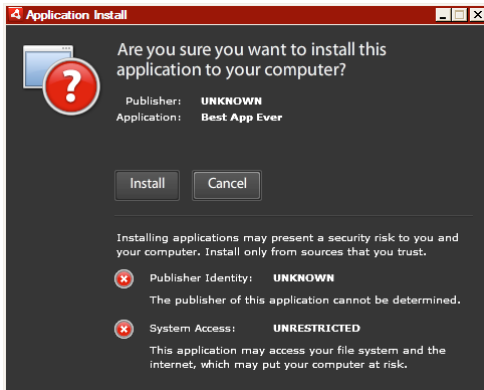 Application Install
Are you sure you want to install this
application to your computer?
Publisher: UNKNOWN
Application: Best App Ever
Install Cancel
Installing applications may present a security risk to you and
your computer. Install only from sources that you trust.
Publisher Identity: UNKNOWN
The publisher of this application cannot be determined.
System Access: UNRESTRICTED
This application may access your file system and the
internet, which may put your computer at risk.